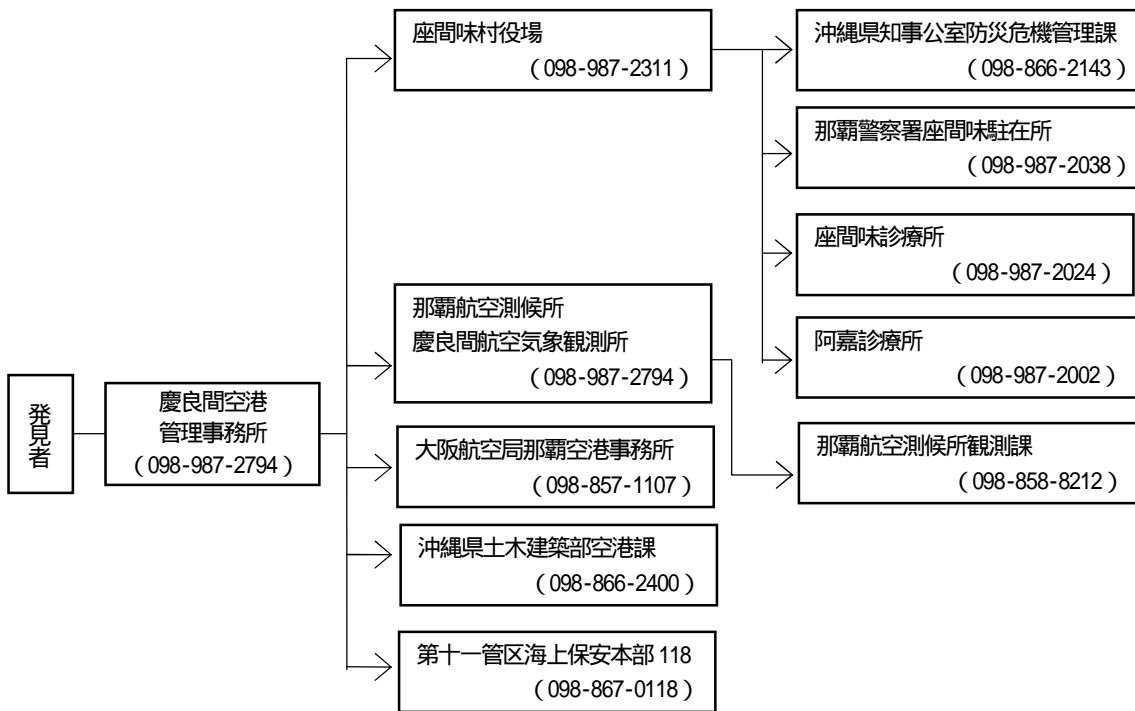 発見者
慶良間空港
管理事務所
（098-987-2794）
座間味村役場
（098-987-2311）
那覇航空測候所
慶良間航空気象観測所
（098-987-2794）
大阪航空局那覇空港事務所
（098-857-1107）
沖縄県土木建築部空港課
（098-866-2400）
第十一管区海上保安本部 118
（098-867-0118）
沖縄県知事公室防災危機管理課
（098-866-2143）
那覇警察署座間味駐在所
（098-987-2038）
座間味診療所
（098-987-2024）
阿嘉診療所
（098-987-2002）
那覇航空測候所観測課
（098-858-8212）